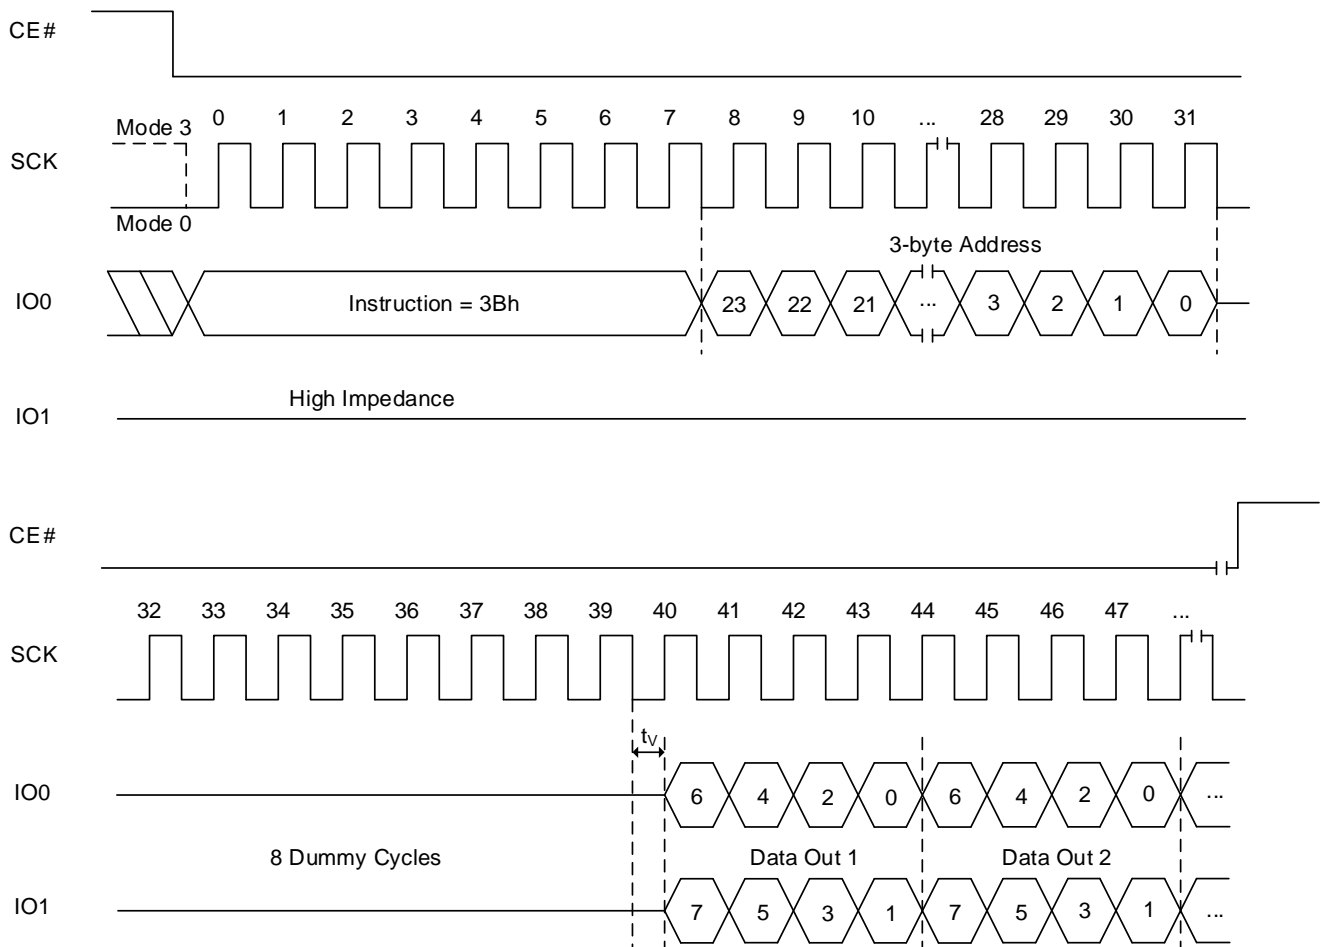 CE#
Mode 3 0 1 2 3 4 5 6 7 8 9 10 ... 28 29 30 31
SCK
Mode 0
3-byte Address
IO0 Instruction = 3Bh 23 22 21 ... 3 2 1 0
High Impedance
IO1
CE#
32 33 34 35 36 37 38 39 40 41 42 43 44 45 46 47 ...
SCK
tV
IO0 6 4 2 0 6 4 2 0 ...
8 Dummy Cycles Data Out 1 Data Out 2
IO1 7 5 3 1 7 5 3 1 ...